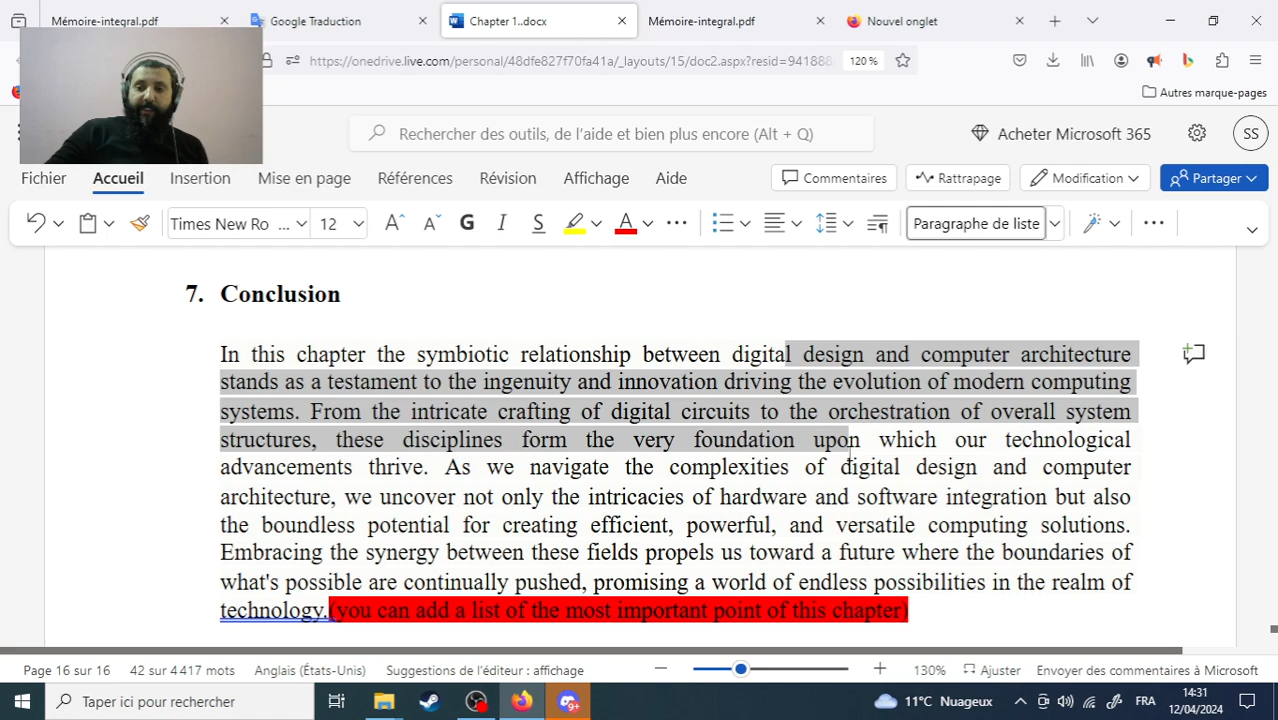 Mémoire-integral.pdf
Google Traduction
Chapter 1..docx
Mémoire-integral.pdf
Nouvel onglet
https://onedrive.live.com/personal/48dfe827f70fa41a/_layouts/15/doc2.aspx?resid=941888
120 %
Autres marque-pages
Rechercher des outils, de l'aide et bien plus encore (Alt + Q)
Acheter Microsoft 365
SS
Fichier
Accueil
Insertion
Mise en page
Références
Révision
Affichage
Aide
Commentaires
Rattrapage
Modification
Partager
Times New Ro ...
12
G
I
S
Paragraphe de liste
7. Conclusion
In this chapter the symbiotic relationship between digital design and computer architecture
stands as a testament to the ingenuity and innovation driving the evolution of modern computing
systems. From the intricate crafting of digital circuits to the orchestration of overall system
structures, these disciplines form the very foundation upon which our technological
advancements thrive. As we navigate the complexities of digital design and computer
architecture, we uncover not only the intricacies of hardware and software integration but also
the boundless potential for creating efficient, powerful, and versatile computing solutions.
Embracing the synergy between these fields propels us toward a future where the boundaries of
what's possible are continually pushed, promising a world of endless possibilities in the realm of
technology.(you can add a list of the most important point of this chapter)
Page 16 sur 16
42 sur 4 417 mots
Anglais (États-Unis)
Suggestions de l'éditeur : affichage
130%
Ajuster
Envoyer des commentaires à Microsoft
Taper ici pour rechercher
9+
11°C Nuageux
FRA
14:31
12/04/2024